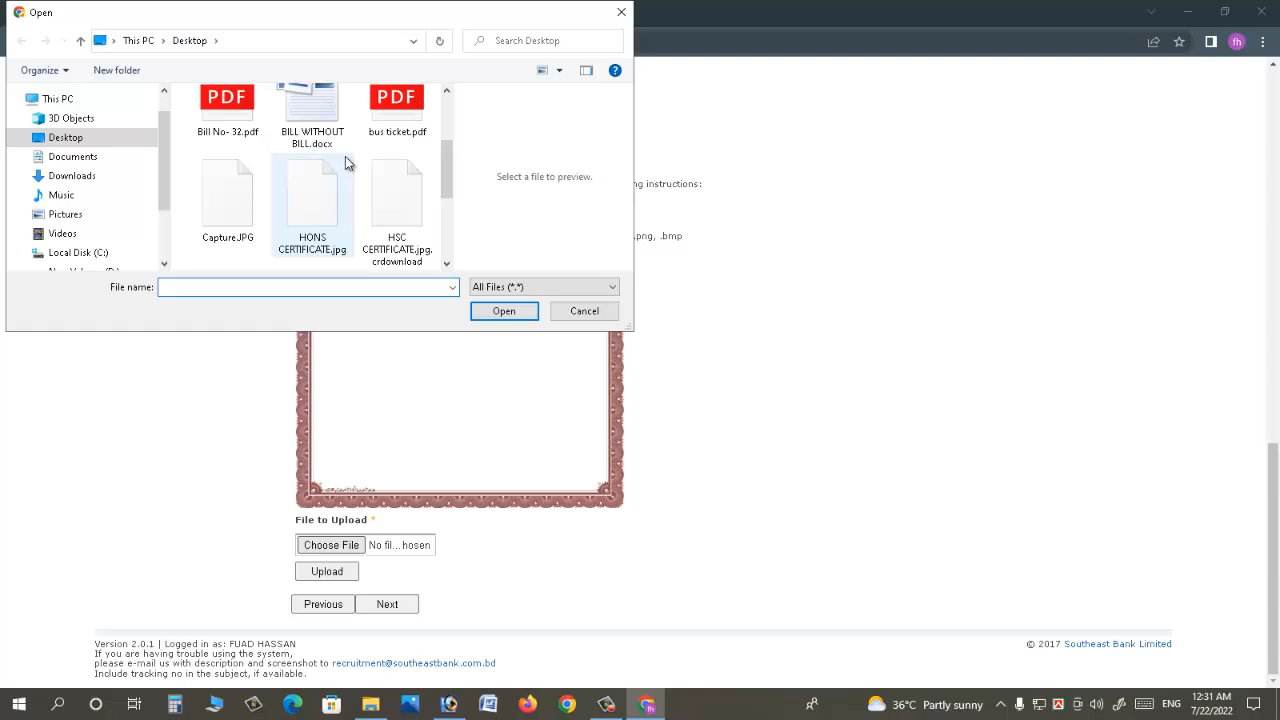 Open
This PC
Desktop
Search Desktop
Organize
New folder
fh
This PC
3D Objects
Desktop
Documents
Downloads
Music
Pictures
Videos
Local Disk (C:)
PDF
Bill No- 32.pdf
BILL WITHOUT
BILL.docx
PDF
bus ticket.pdf
Capture.JPG
HONS
CERTIFICATE.jpg
HSC
CERTIFICATE.jpg.
crdownload
Select a file to preview.
File name:
All Files (*.*)
Open
Cancel
ng instructions:
.png, .bmp
File to Upload *
Choose File
No fil...hosen
Upload
Previous
Next
Version 2.0.1 | Logged in as: FUAD HASSAN
If you are having trouble using the system,
please e-mail us with description and screenshot to recruitment@southeastbank.com.bd
Include tracking no in the subject, if available.
© 2017 Southeast Bank Limited
36°C Partly sunny
ENG
12:31 AM
7/22/2022